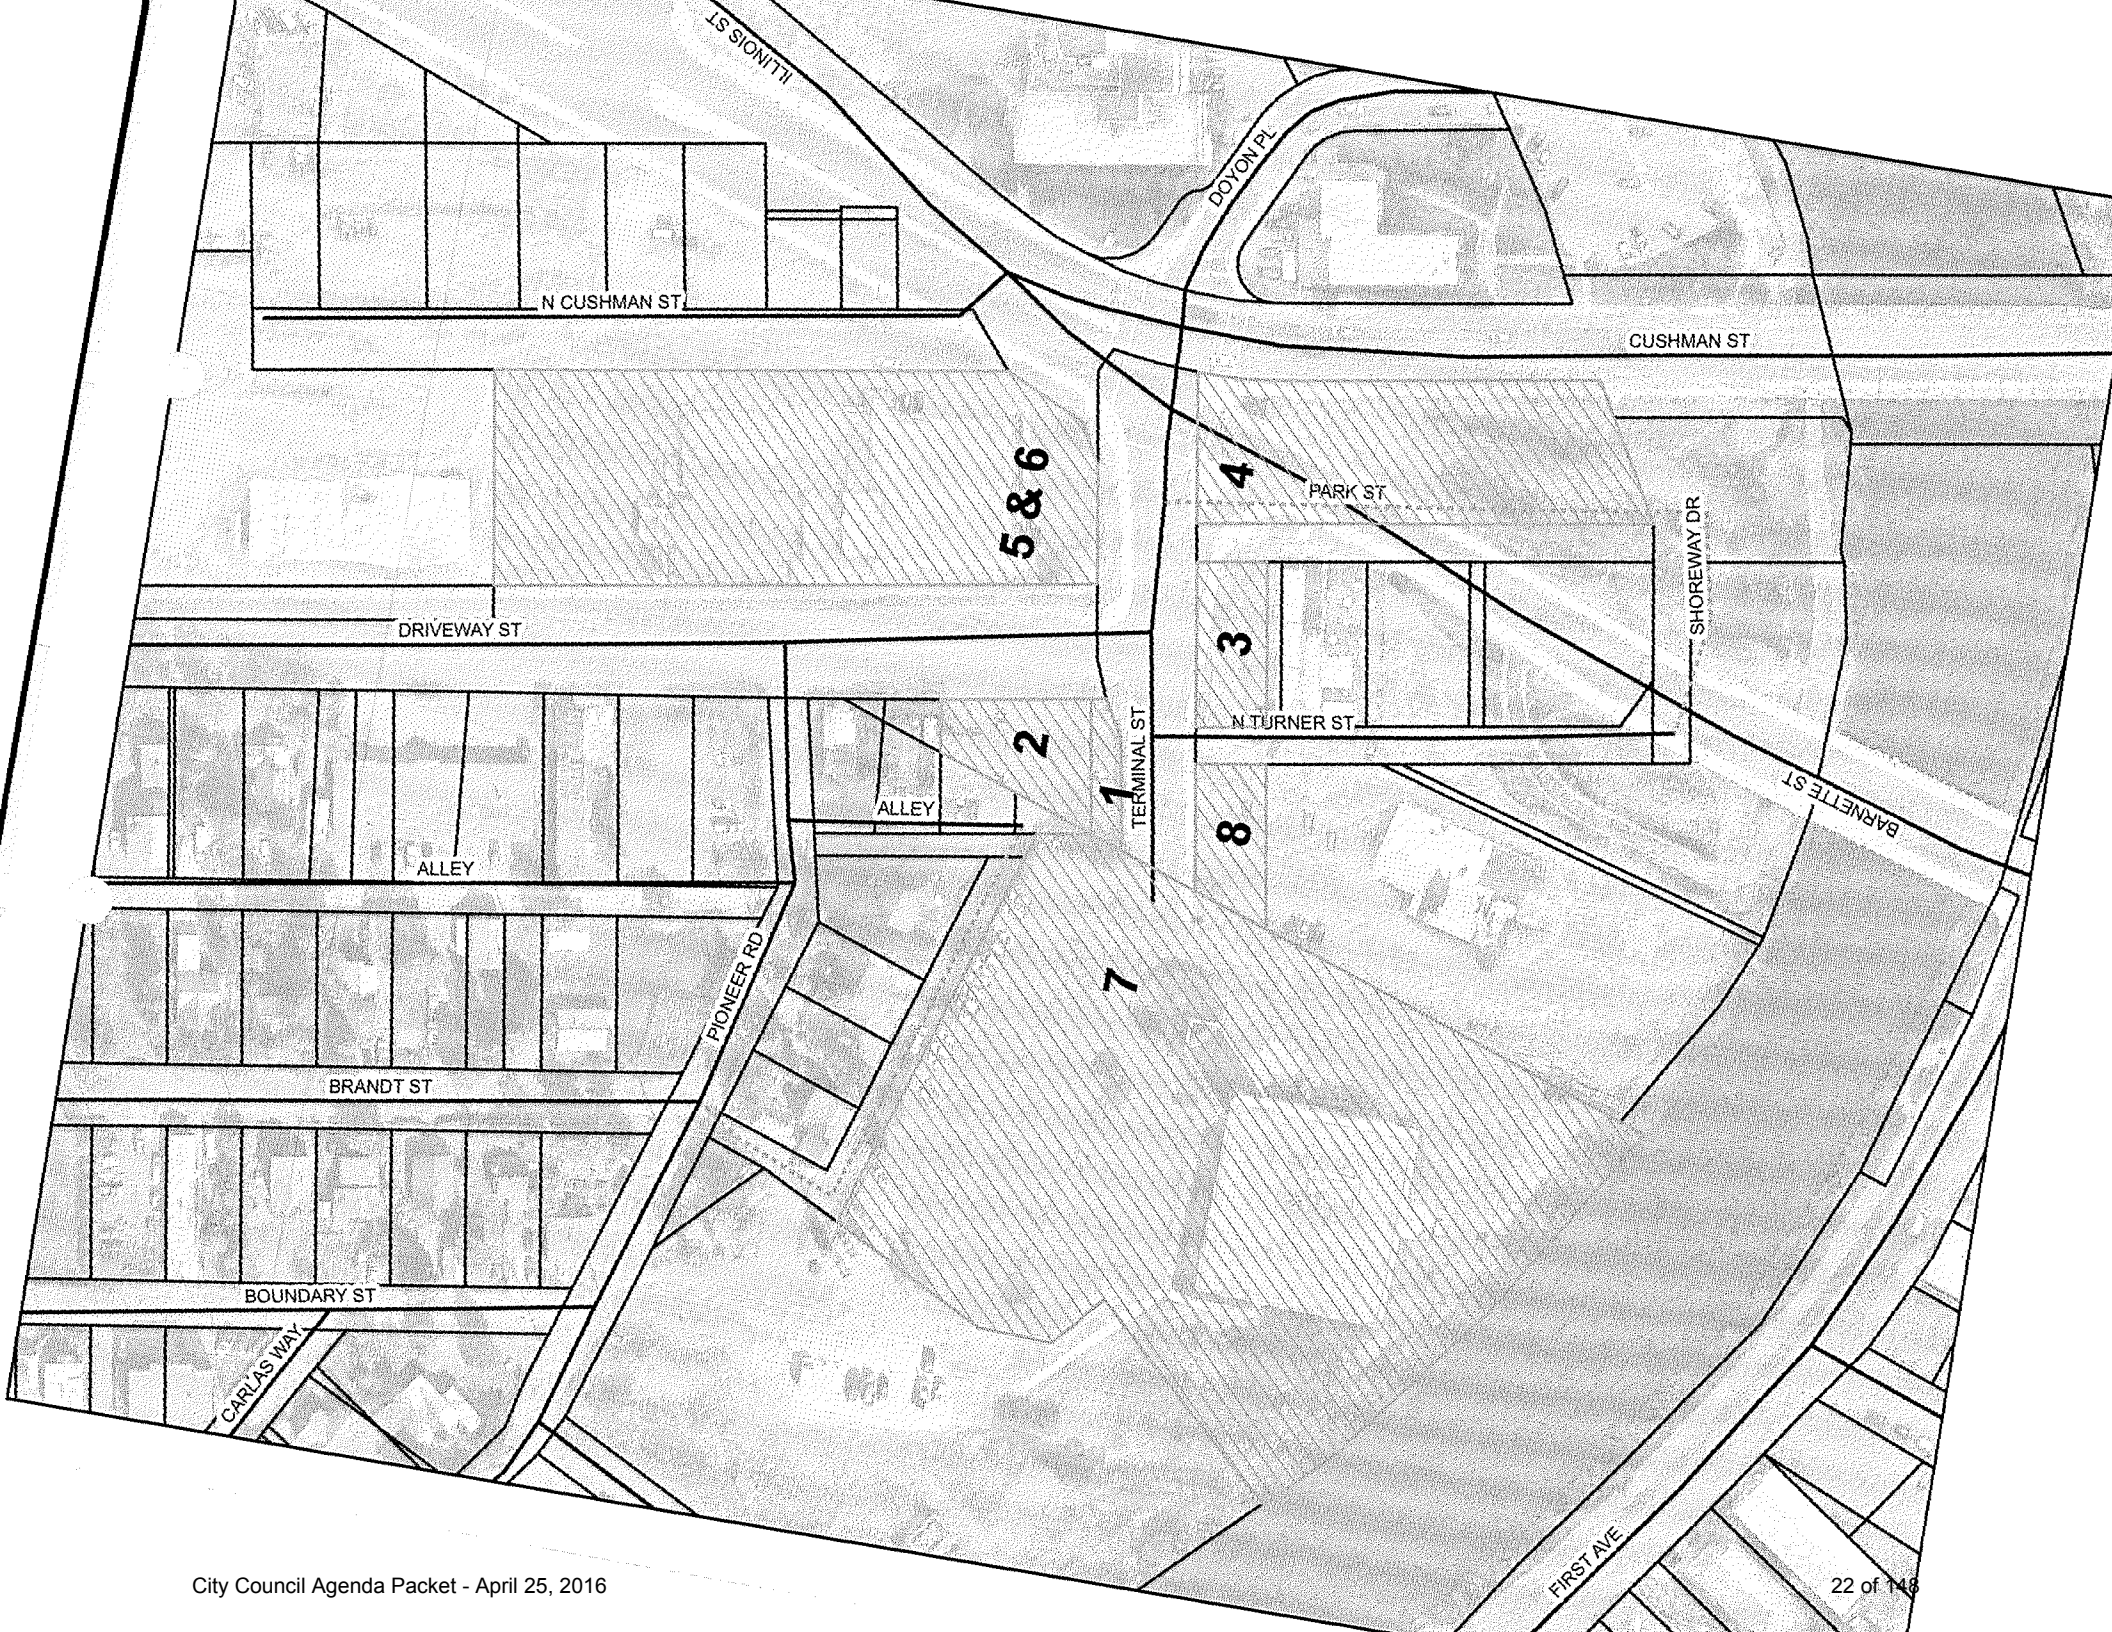 ILLINOIS ST
DOYON PL
N CUSHMAN ST
CUSHMAN ST
5 & 6
4
PARK ST
SHOREWAY DR
DRIVEWAY ST
3
N TURNER ST
2
1
TERMINAL ST
8
ALLEY
BARNETTE ST
ALLEY
PIONEER RD
7
BRANDT ST
BOUNDARY ST
CARLAS WAY
FIRST AVE
City Council Agenda Packet - April 25, 2016
22 of 148